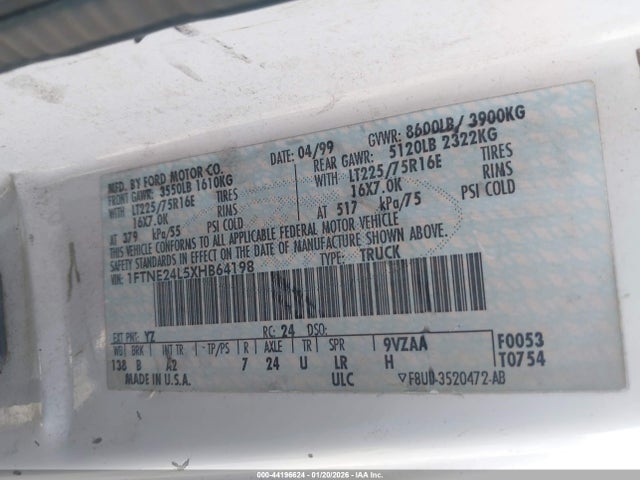 MFD. BY FORD MOTOR CO.
DATE: 04/99 GVWR: 8600LB/ 3900KG
FRONT GAWR: 3550LB 1610KG REAR GAWR: 5120LB 2322KG
WITH LT225/75R16E TIRES WITH LT225/75R16E TIRES
16X7.0K RIMS 16X7.0K RIMS
AT 379 kPa/55 PSI COLD AT 517 kPa/75 PSI COLD
THIS VEHICLE CONFORMS TO ALL APPLICABLE FEDERAL MOTOR VEHICLE
SAFETY STANDARDS IN EFFECT ON THE DATE OF MANUFACTURE SHOWN ABOVE.
VIN: 1FTNE24L5XHB64198 TYPE: TRUCK
EXT PNT: YZ RC: 24 DSO:
WB BRK INT TR TP/PS R AXLE TR SPR 9VZAA F0053
138 B A2 7 24 U LR H T0754
MADE IN U.S.A. ULC ▽F8UD-3520472-AB
000-44196624 - 01/20/2026 - IAA Inc.